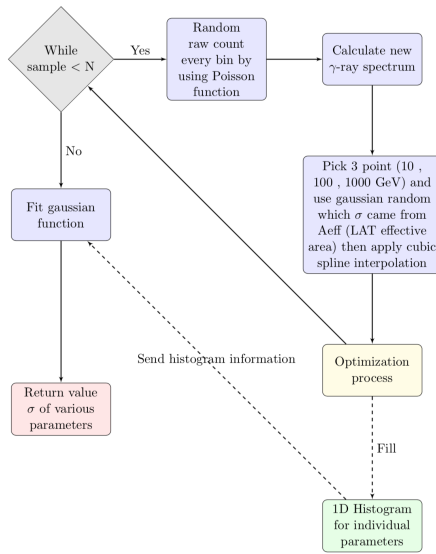 While
sample < N
Yes
Random
raw count
every bin by
using Poisson
function
Calculate new
γ-ray spectrum
No
Pick 3 point (10 ,
100 , 1000 GeV) and
use gaussian random
which σ came from
Aeff (LAT effective
area) then apply cubic
spline interpolation
Fit gaussian
function
Send histogram information
Optimization
process
Return value
σ of various
parameters
Fill
1D Histogram
for individual
parameters